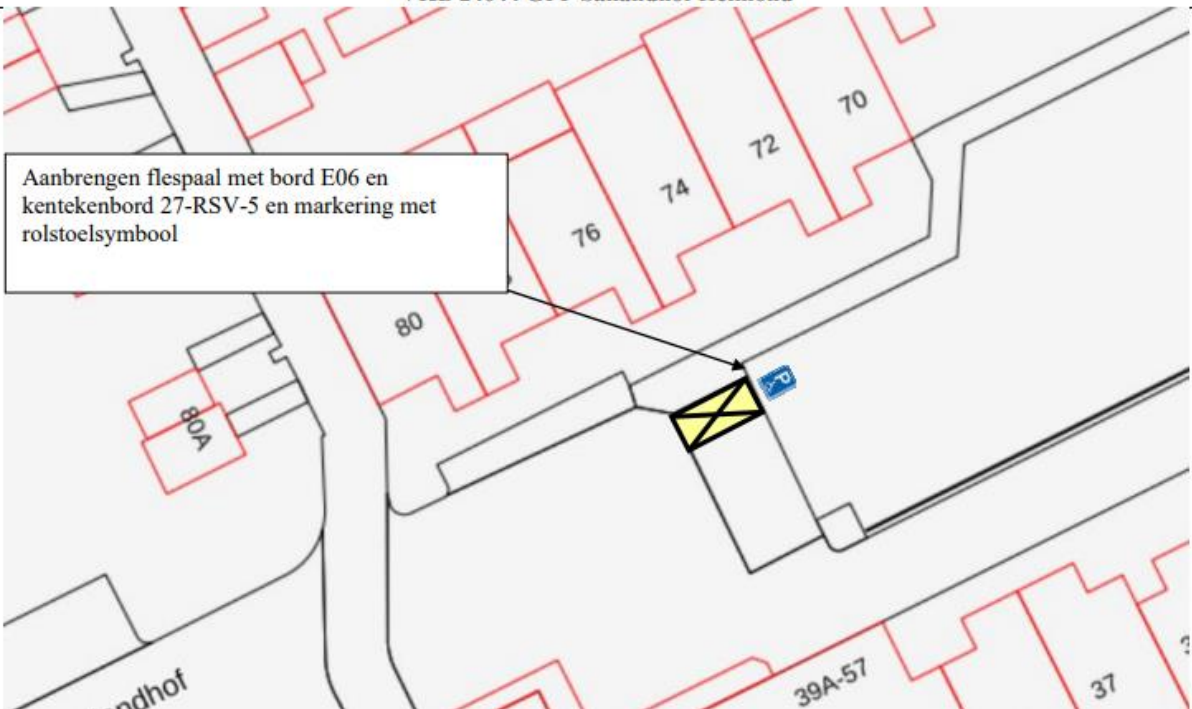 70
72
74
Aanbrengen flespaal met bord E06 en
kentekenbord 27-RSV-5 en markering met
rolstoelsymbool
76
80
P
80A
ndhof
39A-57
37